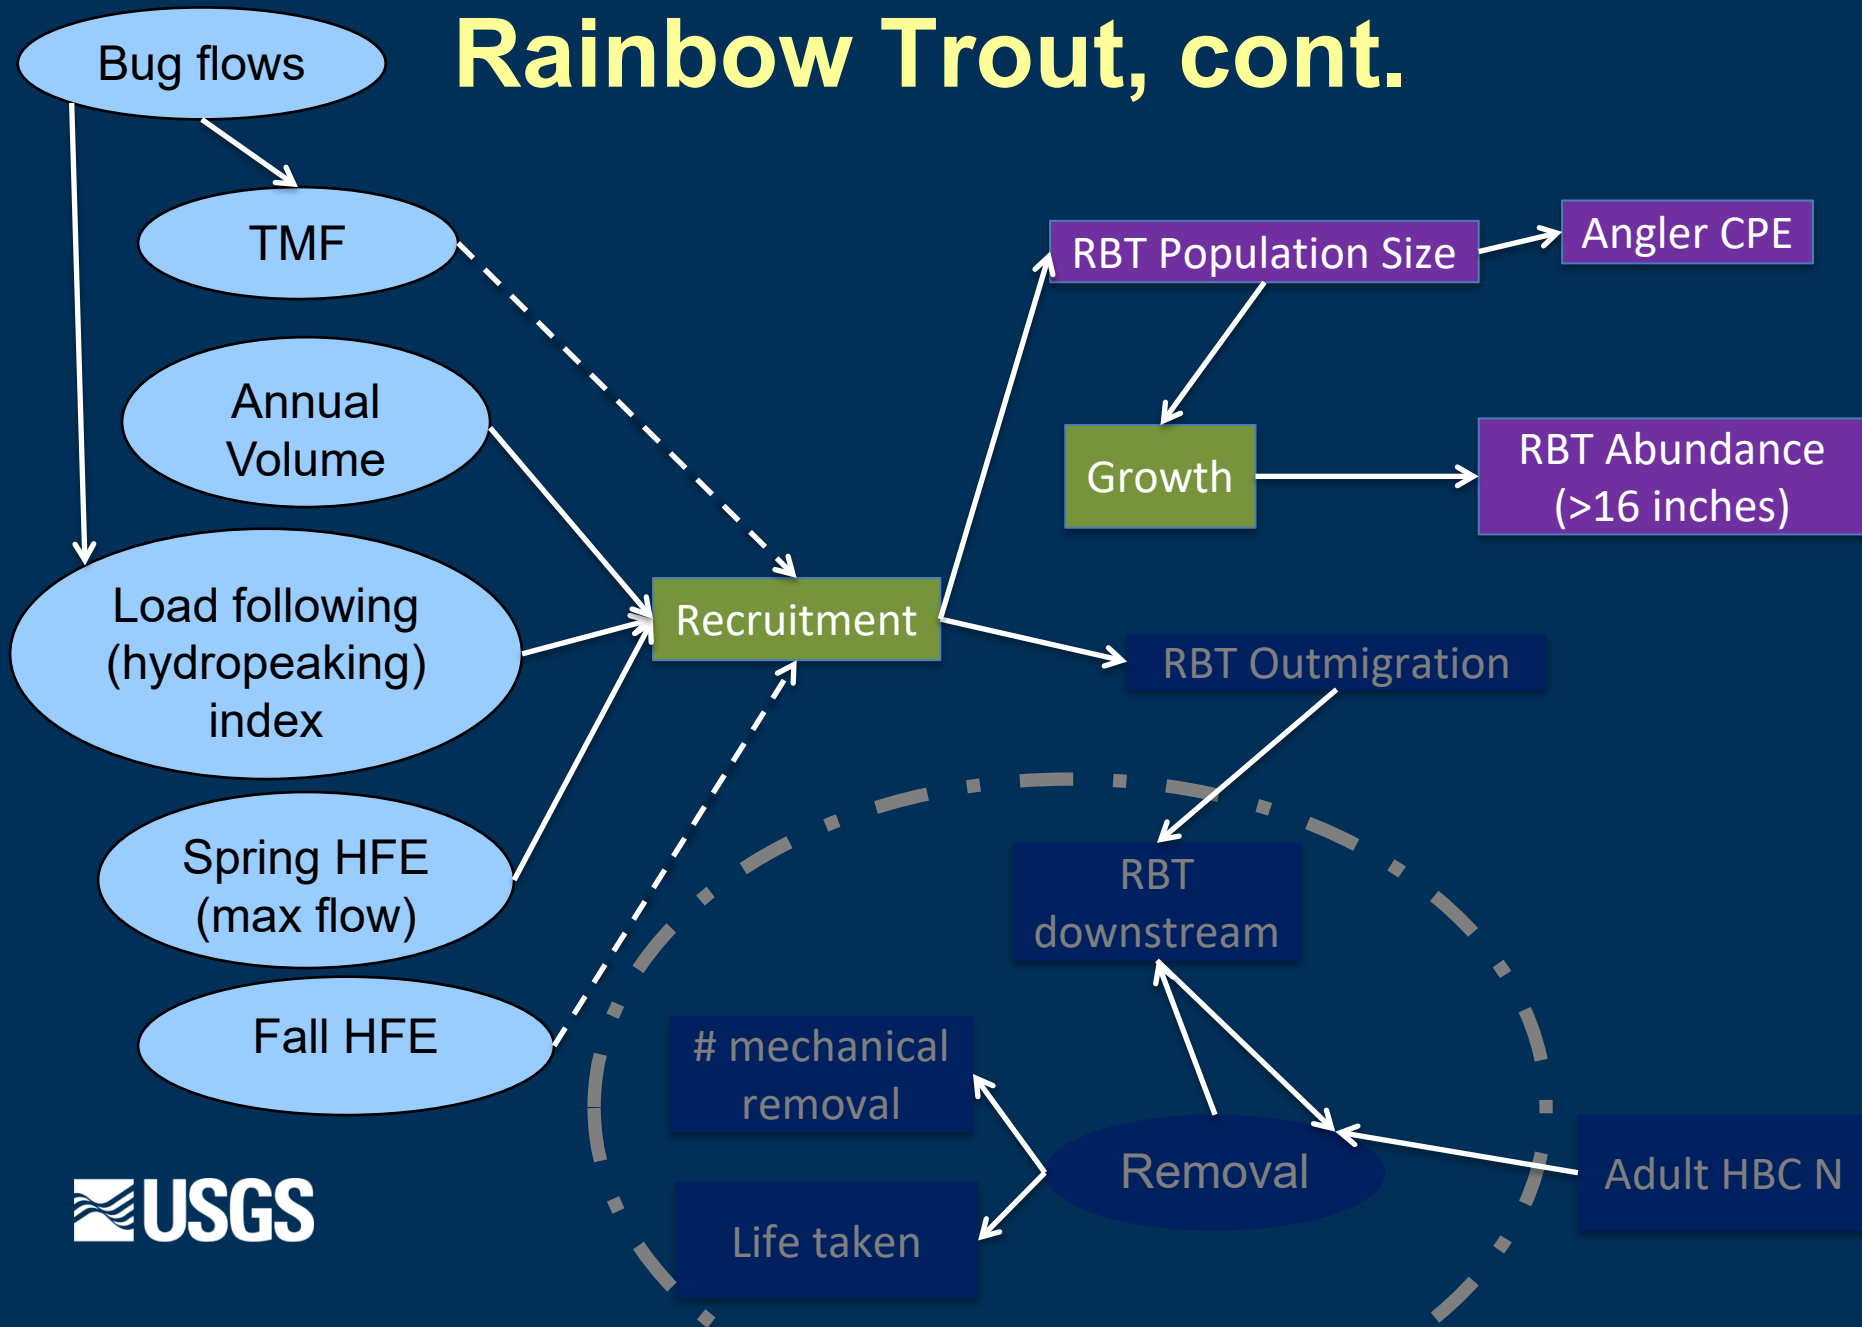 Rainbow Trout, cont.
Bug flows
TMF
Annual
Volume
Load following
(hydropeaking)
index
Spring HFE
(max flow)
Fall HFE
Recruitment
RBT Population Size
Angler CPE
Growth
RBT Abundance
(>16 inches)
RBT Outmigration
RBT
downstream
# mechanical
removal
Removal
Life taken
Adult HBC N
USGS